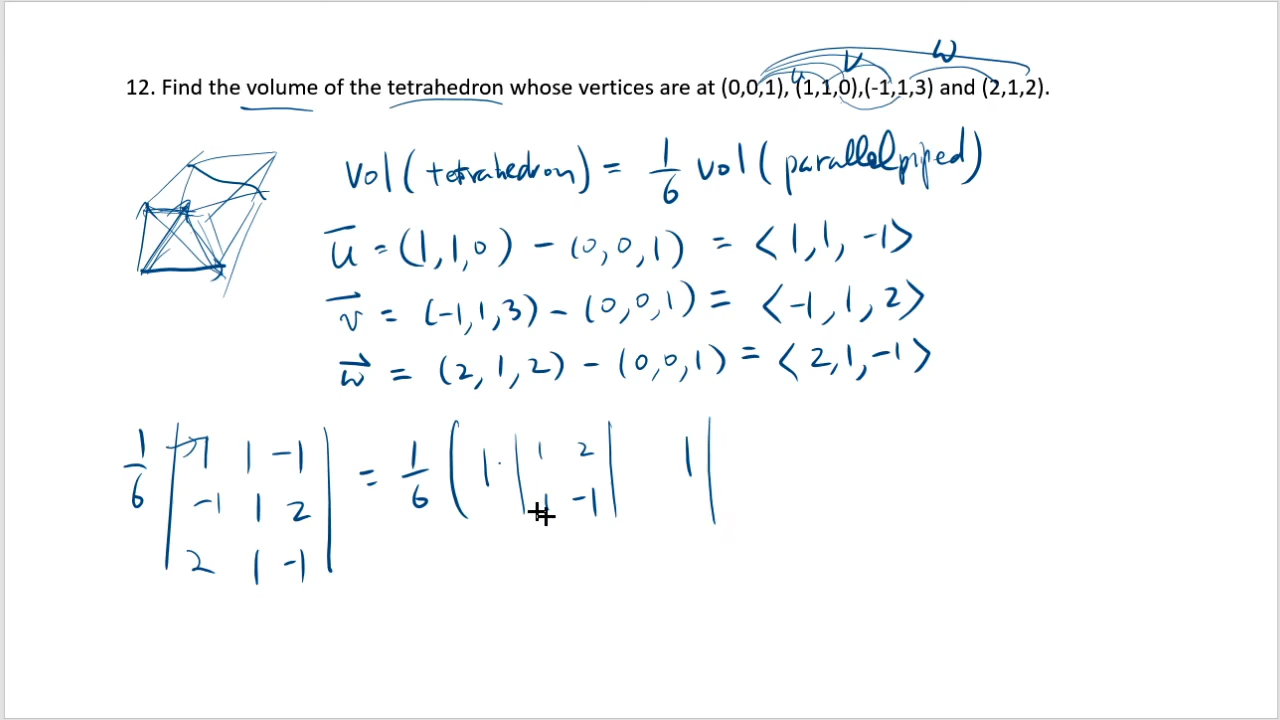 w
v
u
12. Find the volume of the tetrahedron whose vertices are at (0,0,1), (1,1,0),(-1,1,3) and (2,1,2).
vol(tetrahedron) = 1/6 vol(parallelpiped)
u = (1,1,0) - (0,0,1) = <1,1,-1>
v = (-1,1,3) - (0,0,1) = <-1,1,2>
w = (2,1,2) - (0,0,1) = <2,1,-1>
1/6 | 1 1 -1 | = 1/6 ( 1· | 1 2 | 1 |
-1 1 2 1 -1
2 1 -1